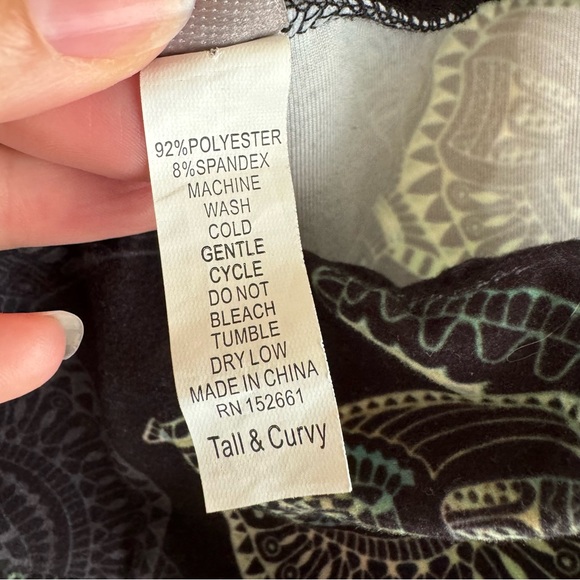 92%POLYESTER
8%SPANDEX
MACHINE
WASH
COLD
GENTLE
CYCLE
DO NOT
BLEACH
TUMBLE
DRY LOW
MADE IN CHINA
RN 152661
Tall & Curvy